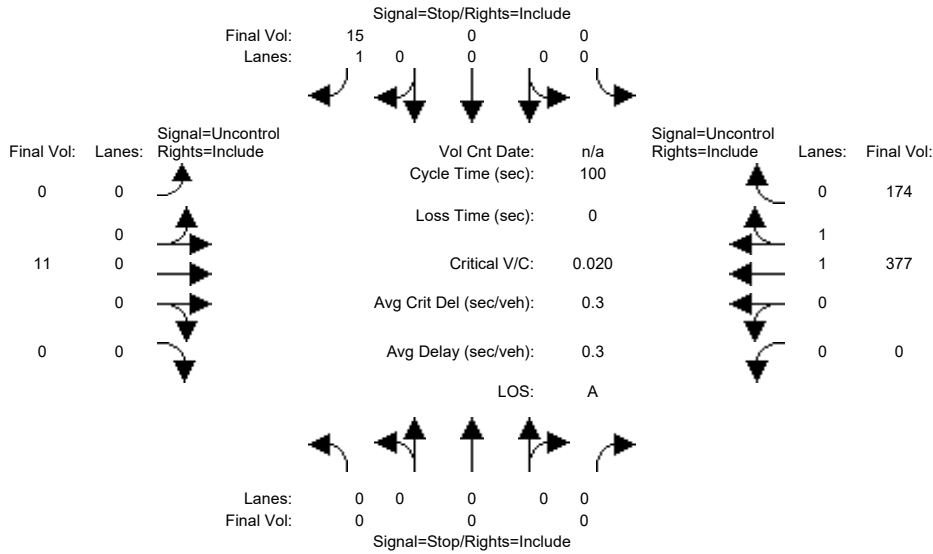 Signal=Stop/Rights=Include
Final Vol: 15 0 0
Lanes: 1 0 0 0 0
Signal=Uncontrol Signal=Uncontrol
Final Vol: Lanes: Rights=Include Vol Cnt Date: n/a Rights=Include Lanes: Final Vol:
Cycle Time (sec): 100
0 0 0 174
Loss Time (sec): 0
0 1
11 0 Critical V/C: 0.020 1 377
0 Avg Crit Del (sec/veh): 0.3 0
0 0 Avg Delay (sec/veh): 0.3 0 0
LOS: A
Lanes: 0 0 0 0 0
Final Vol: 0 0 0
Signal=Stop/Rights=Include